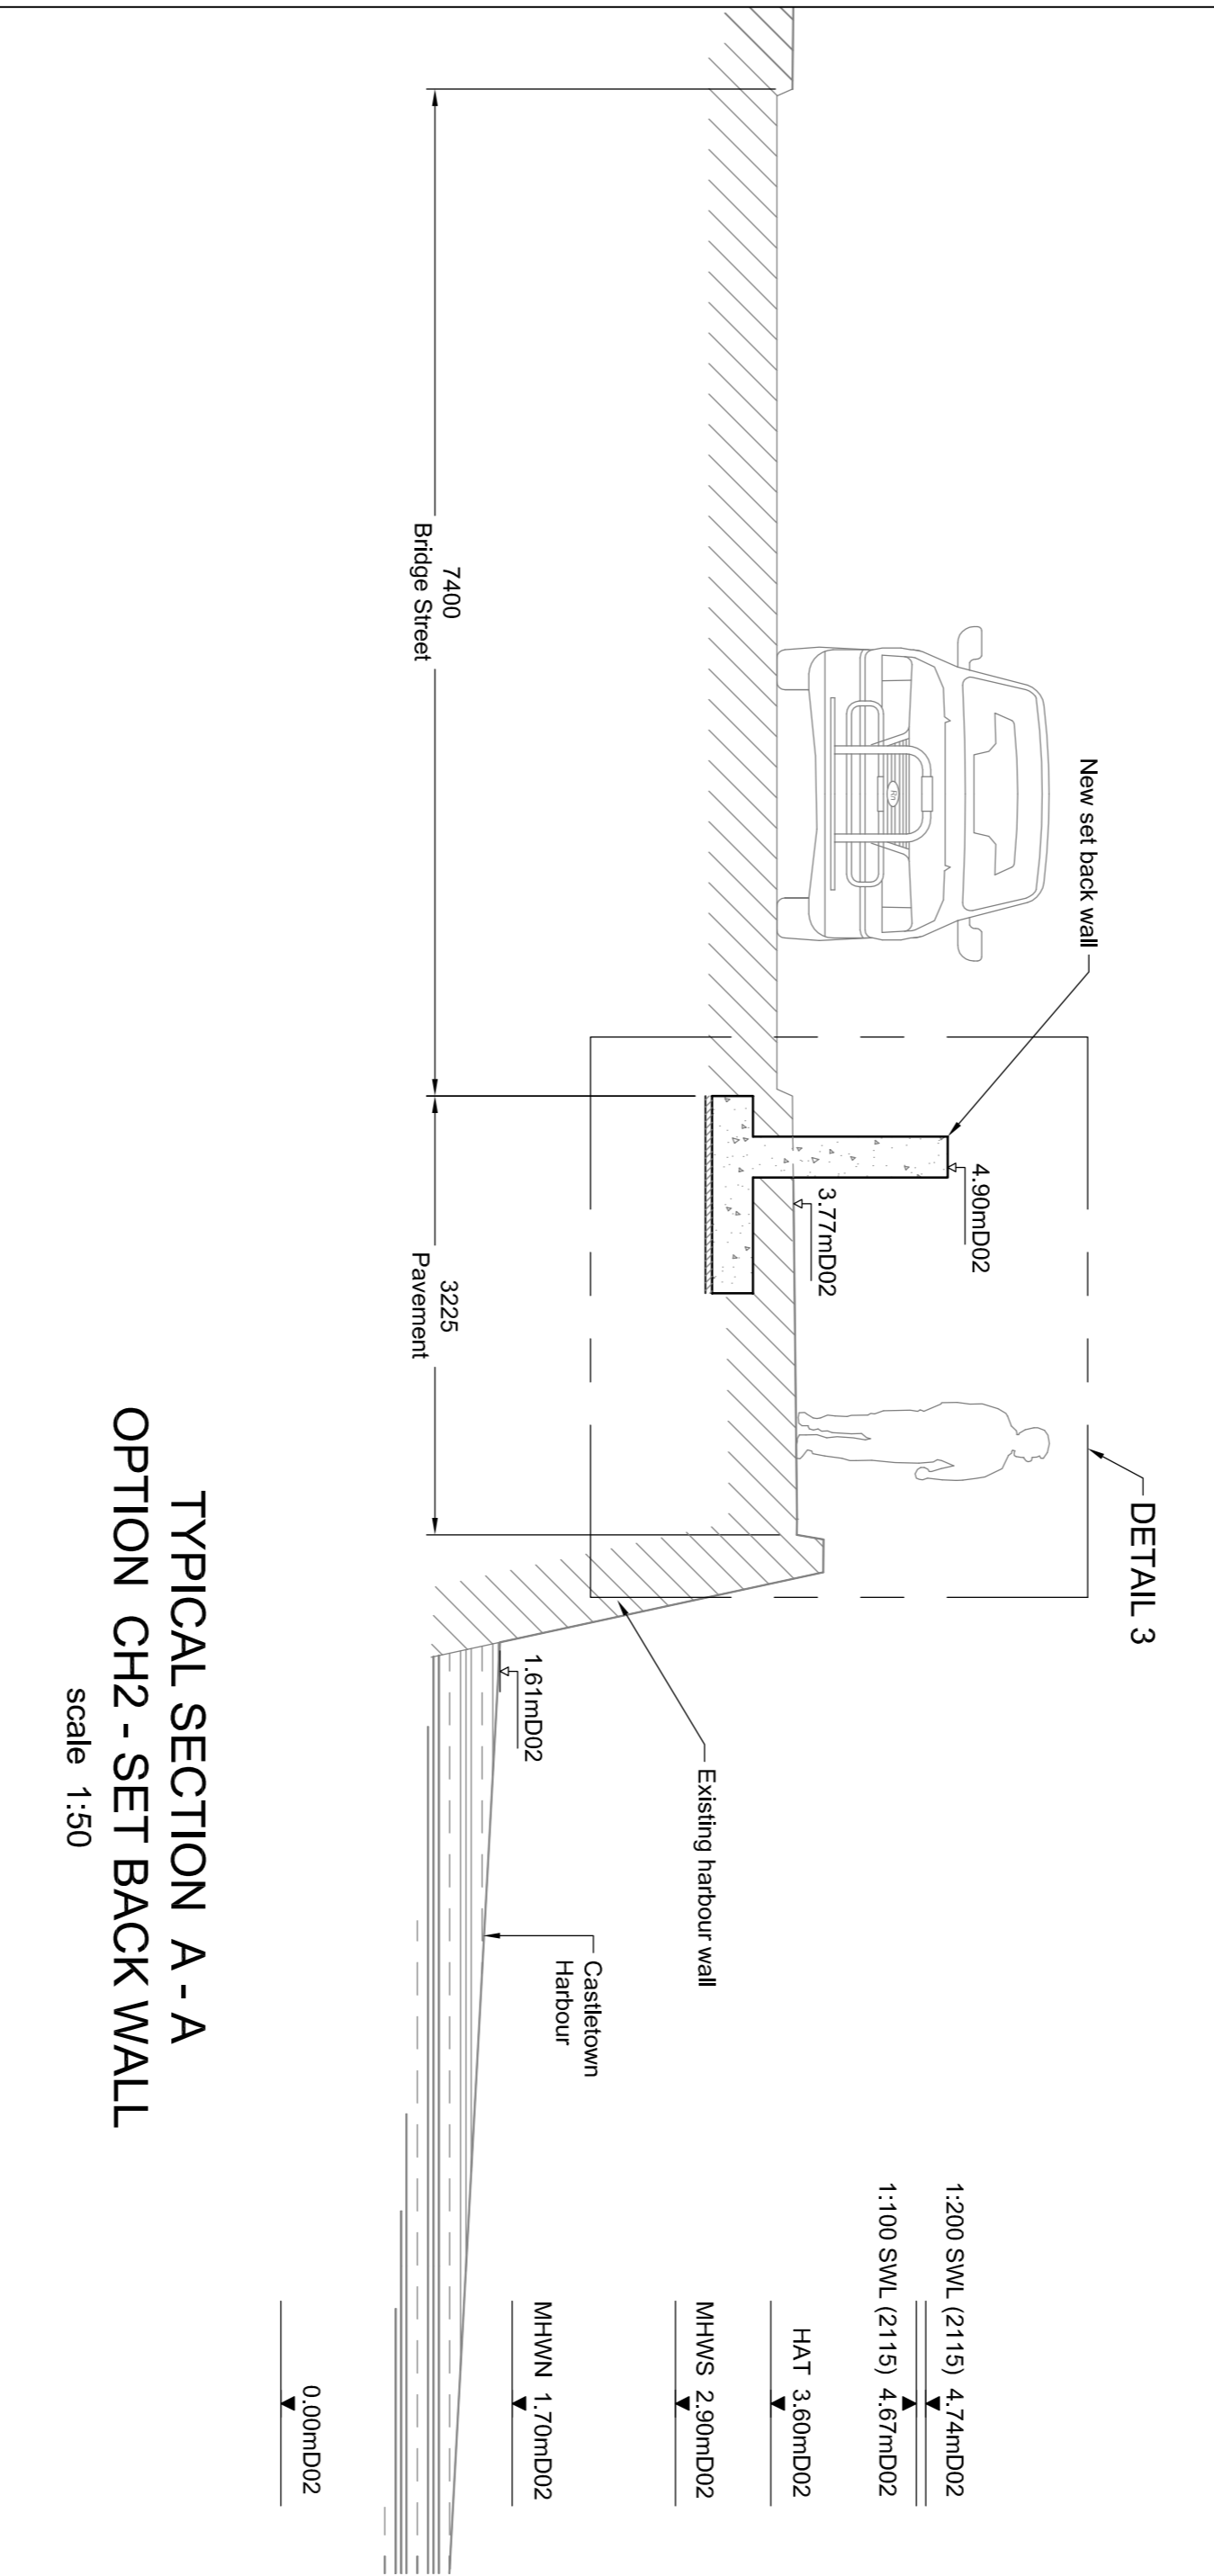 DETAIL 3
New set back wall
4.90mD02
3.77mD02
1:200 SWL (2115) 4.74mD02
1:100 SWL (2115) 4.67mD02
HAT 3.60mD02
MHWS 2.90mD02
MHWN 1.70mD02
0.00mD02
Existing harbour wall
Castletown
Harbour
1.61mD02
7400
Bridge Street
3225
Pavement
TYPICAL SECTION A - A
OPTION CH2 - SET BACK WALL
scale 1:50